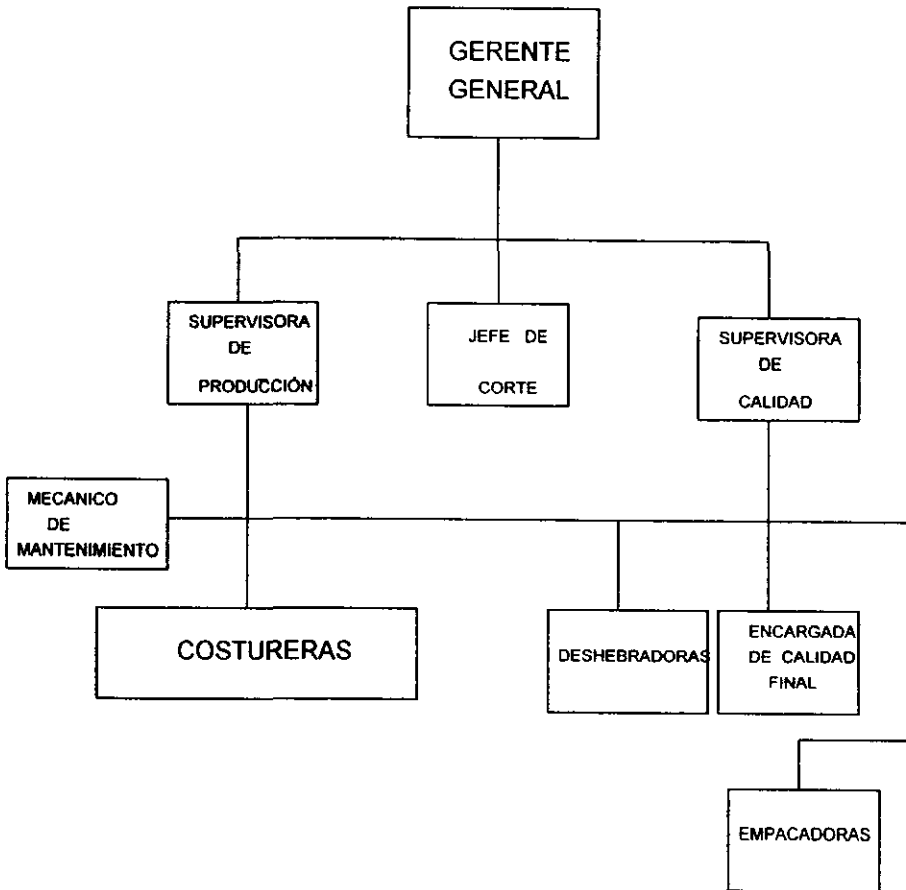 GERENTE
GENERAL
SUPERVISORA
DE
PRODUCCIÓN
JEFE DE
CORTE
SUPERVISORA
DE
CALIDAD
MECANICO
DE
MANTENIMIENTO
COSTURERAS
DESHEBRADORAS
ENCARGADA
DE CALIDAD
FINAL
EMPACADORAS